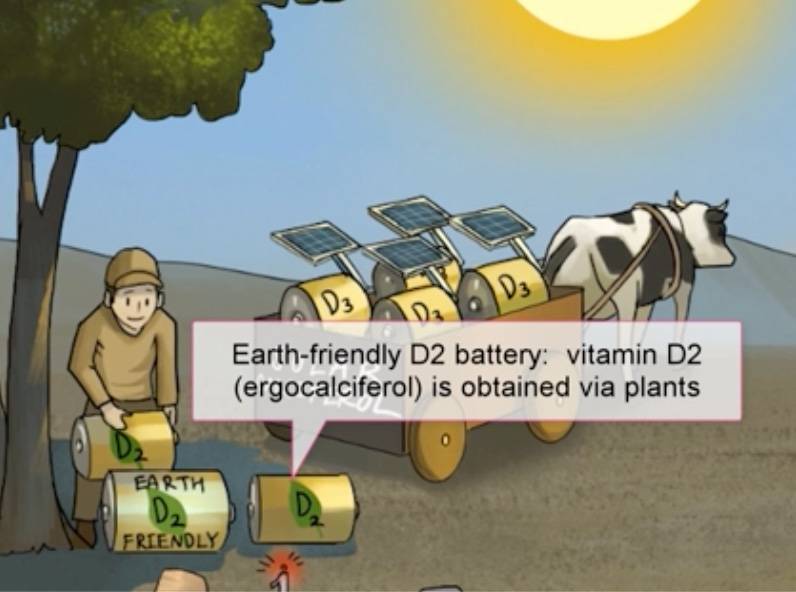 D3
D3
D3
Earth-friendly D2 battery: vitamin D2
(ergocalciferol) is obtained via plants
D2
EARTH
D2
FRIENDLY
D2
1